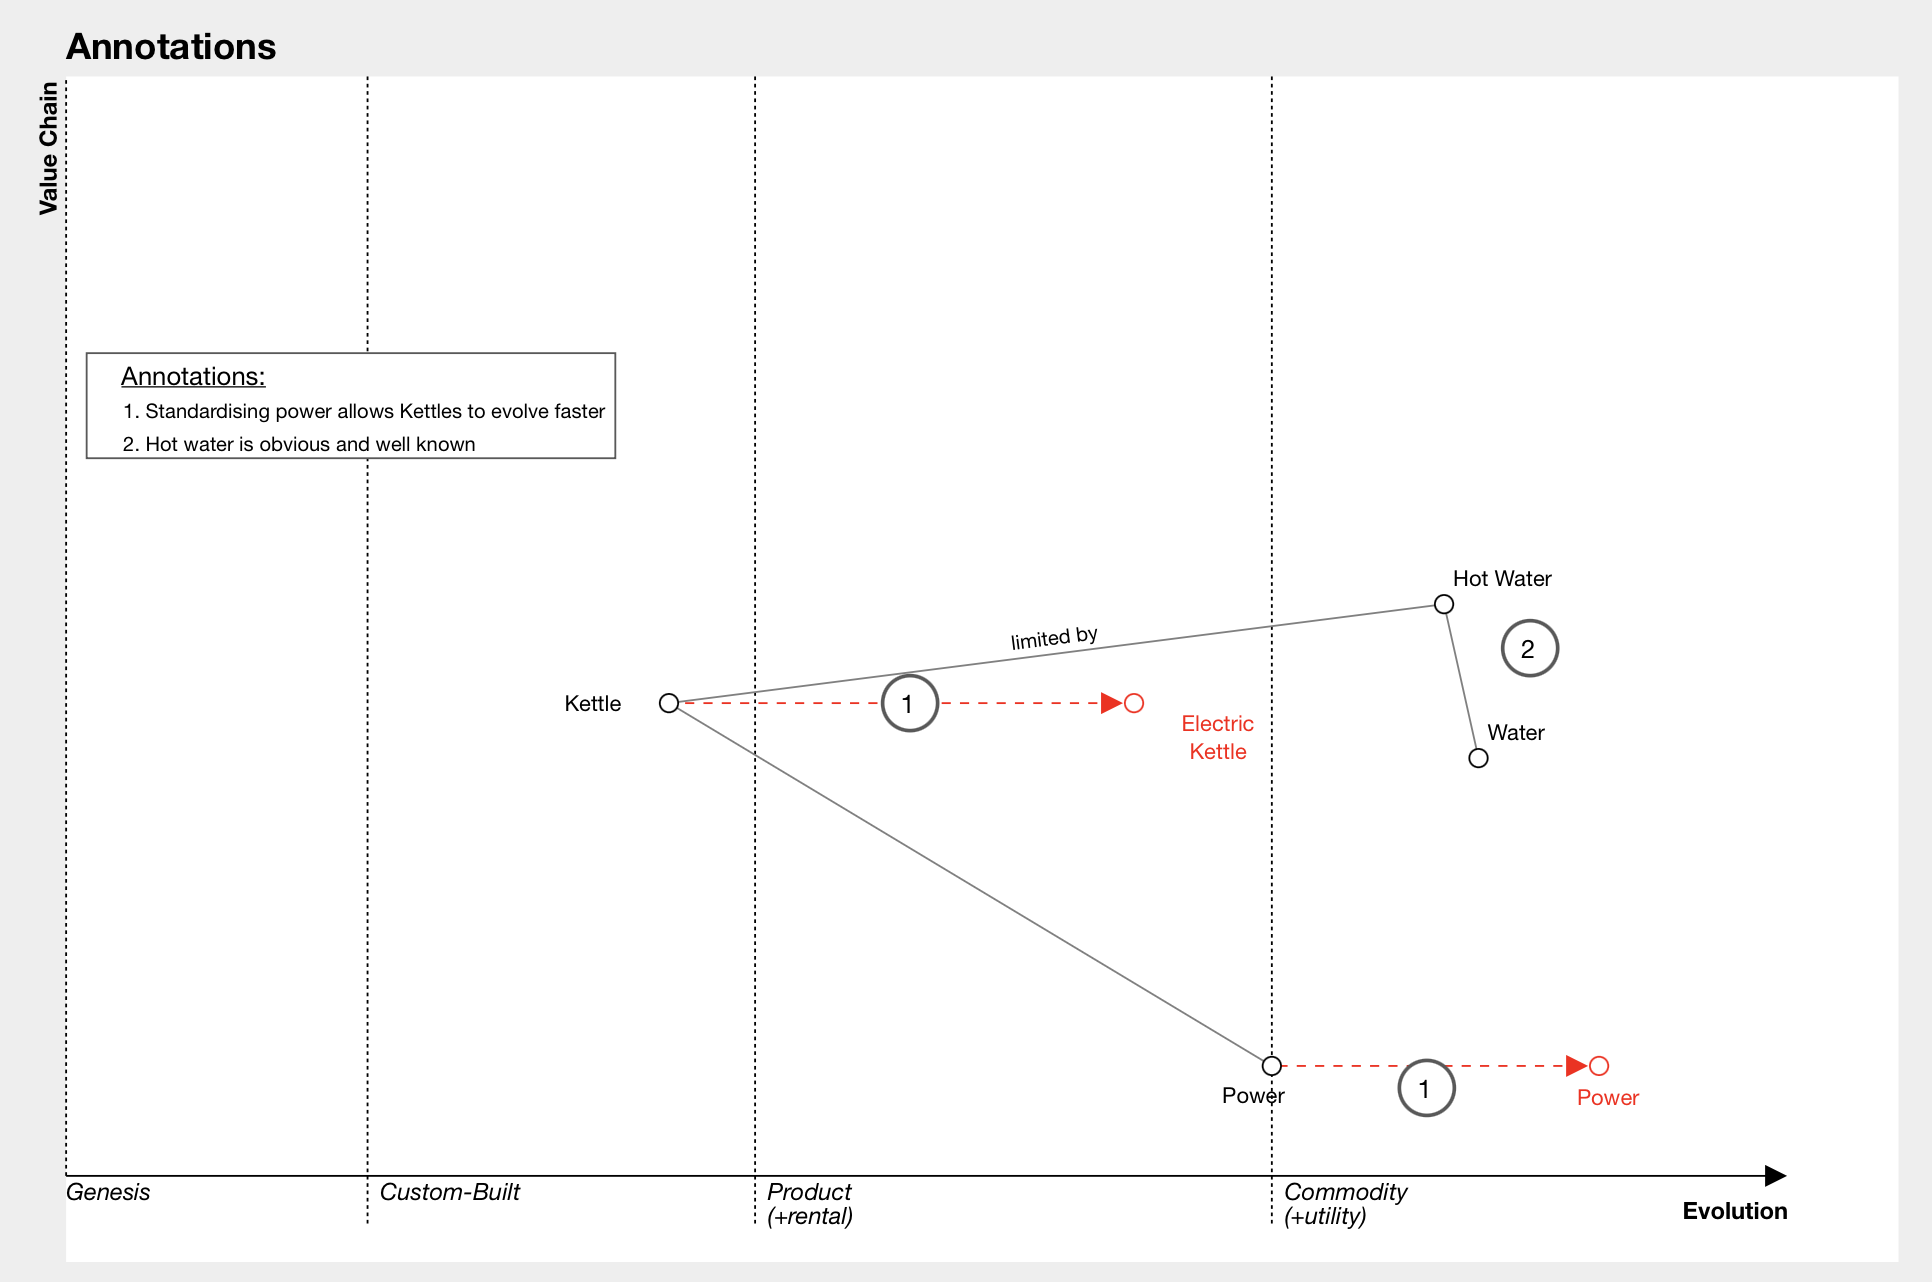 Annotations
Value Chain
Annotations:
1. Standardising power allows Kettles to evolve faster
2. Hot water is obvious and well known
Hot Water
limited by
2
Kettle
1
Electric
Kettle
Water
Power
1
Power
Genesis
Custom-Built
Product
(+rental)
Commodity
(+utility)
Evolution